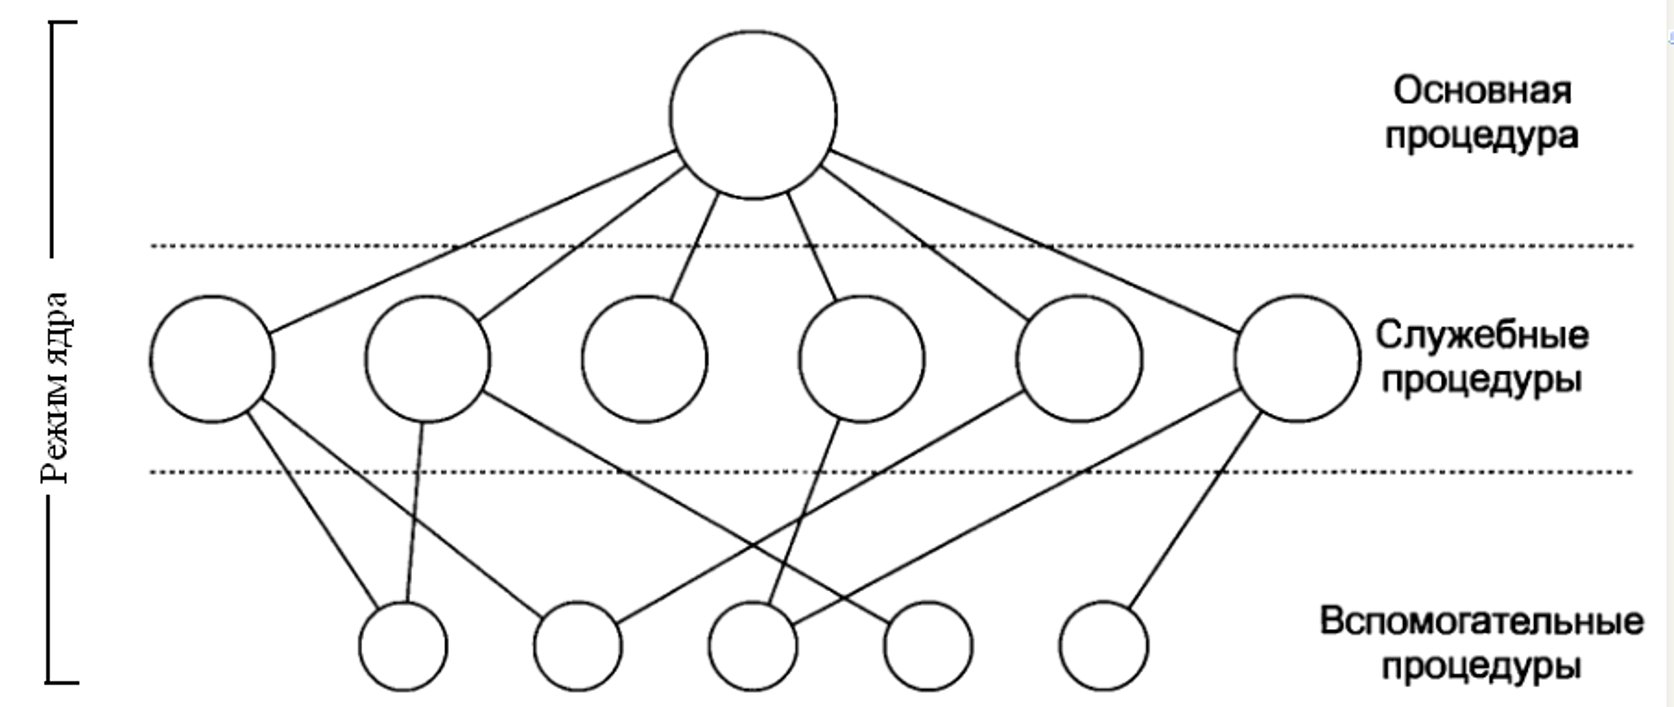 Основная
процедура
Режим ядра
Служебные
процедуры
Вспомогательные
процедуры